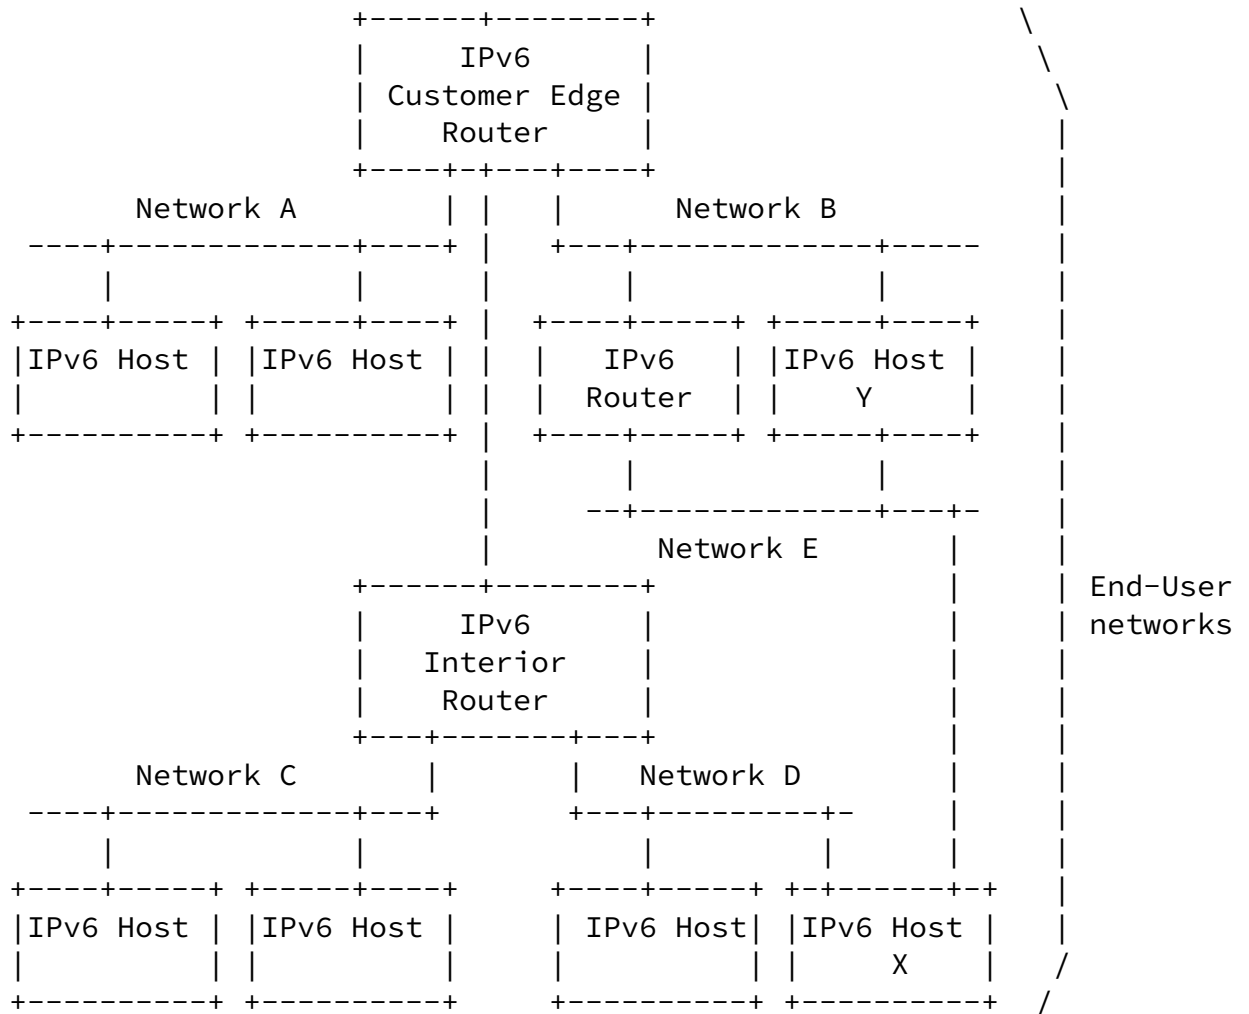 IPv6
Customer Edge
Router
Network A Network B
IPv6 Host IPv6 Host IPv6 IPv6 Host
Router Y
Network E
IPv6 End-User
Interior networks
Router
Network C Network D
IPv6 Host IPv6 Host IPv6 Host IPv6 Host
X